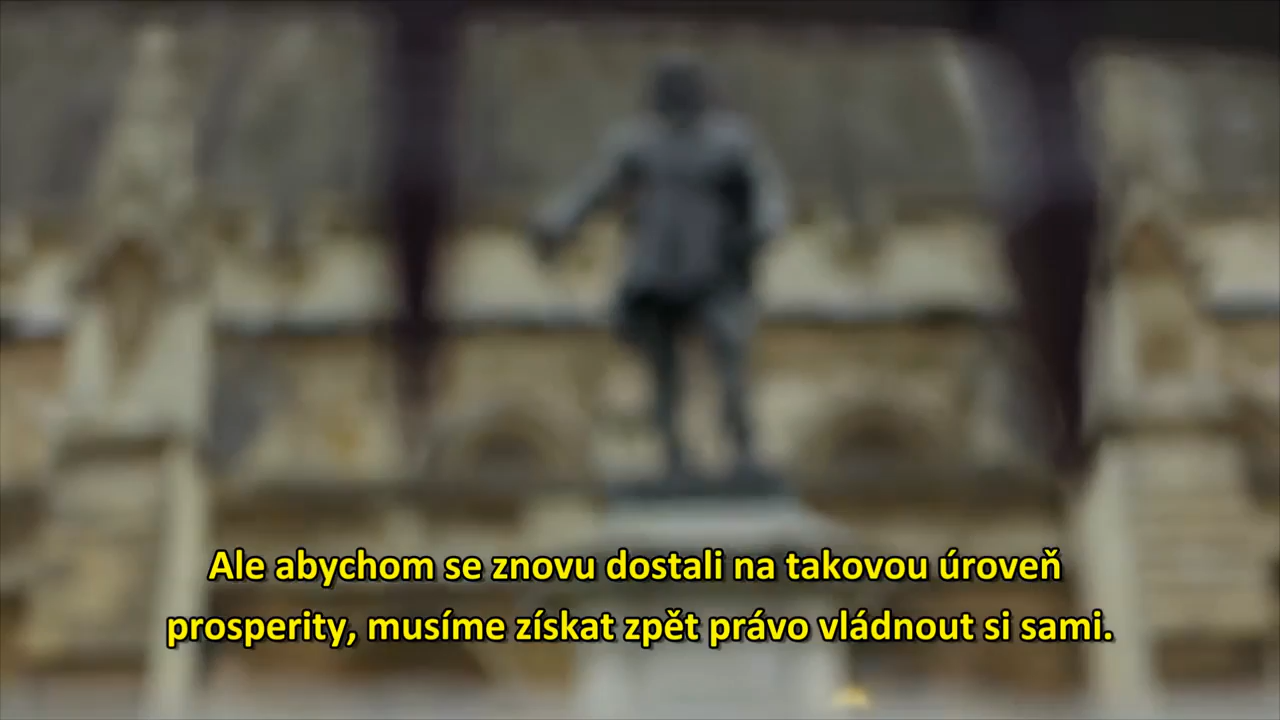 Ale abychom se znovu dostali na takovou úroveň
prosperity, musíme získat zpět právo vládnout si sami.